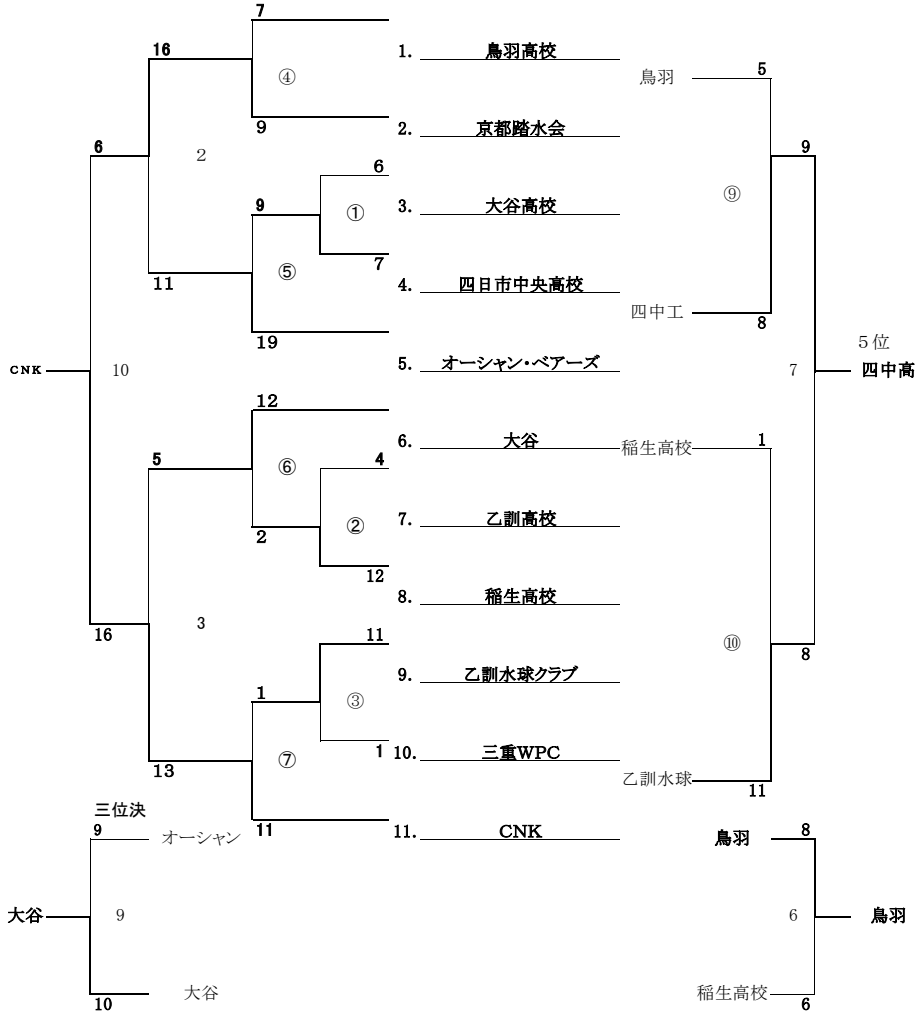 7
16
1. 鳥羽高校
鳥羽 5
④
9
2. 京都踏水会
6 2 9
6
9 ① 3. 大谷高校 ⑨
7
⑤
11 4. 四日市中央高校
四中工 8
19
5位
CNK 10 5. オーシャン・ベアーズ 7 四中高
12
6. 大谷 稲生高校 1
5 ⑥ 4
2 ② 7. 乙訓高校
12
8. 稲生高校
16 3
11 ⑩ 8
1 ③ 9. 乙訓水球クラブ
1 10. 三重WPC
⑦
13 乙訓水球 11
三位決
9 オーシャン 11 11. CNK 鳥羽 8
大谷 9 6 鳥羽
10 大谷 稲生高校 6